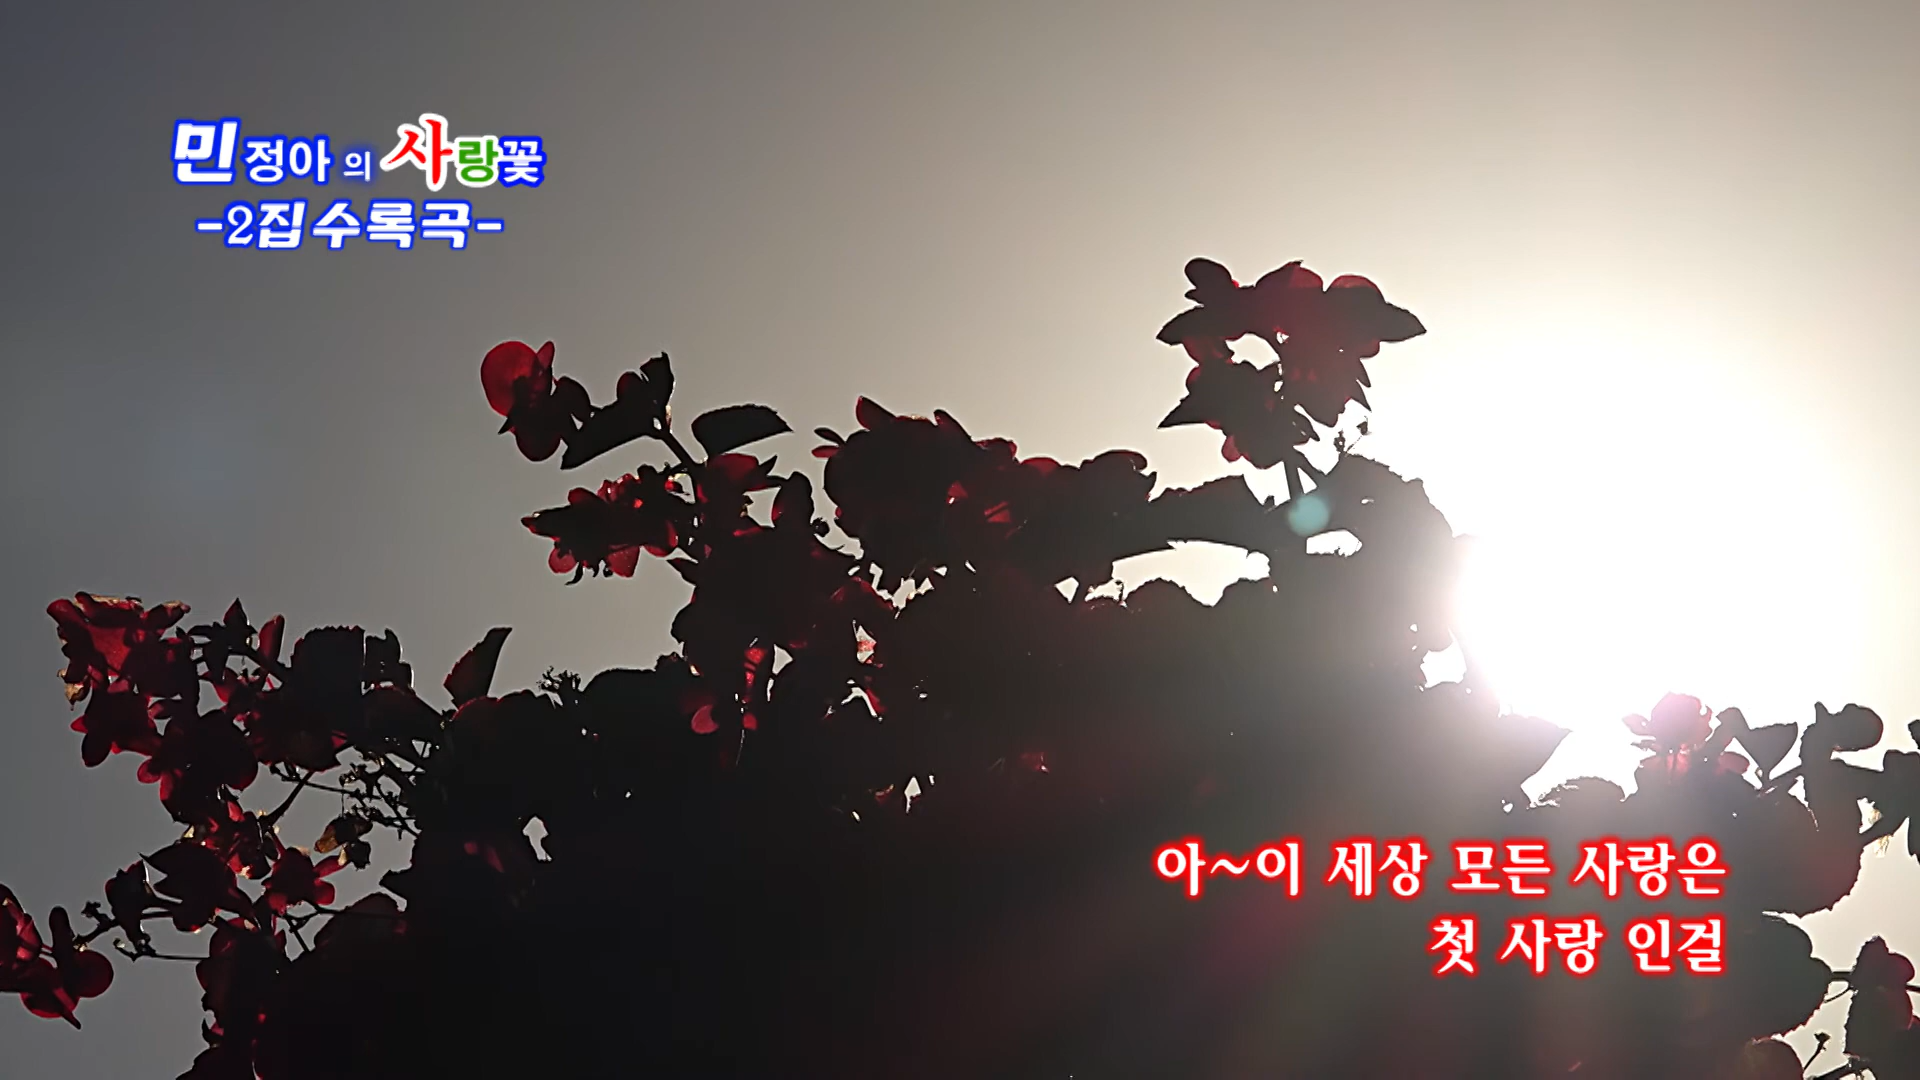 민정아의 사랑꽃
-2집 수록곡-
아~이 세상 모든 사랑은
첫 사랑 인걸